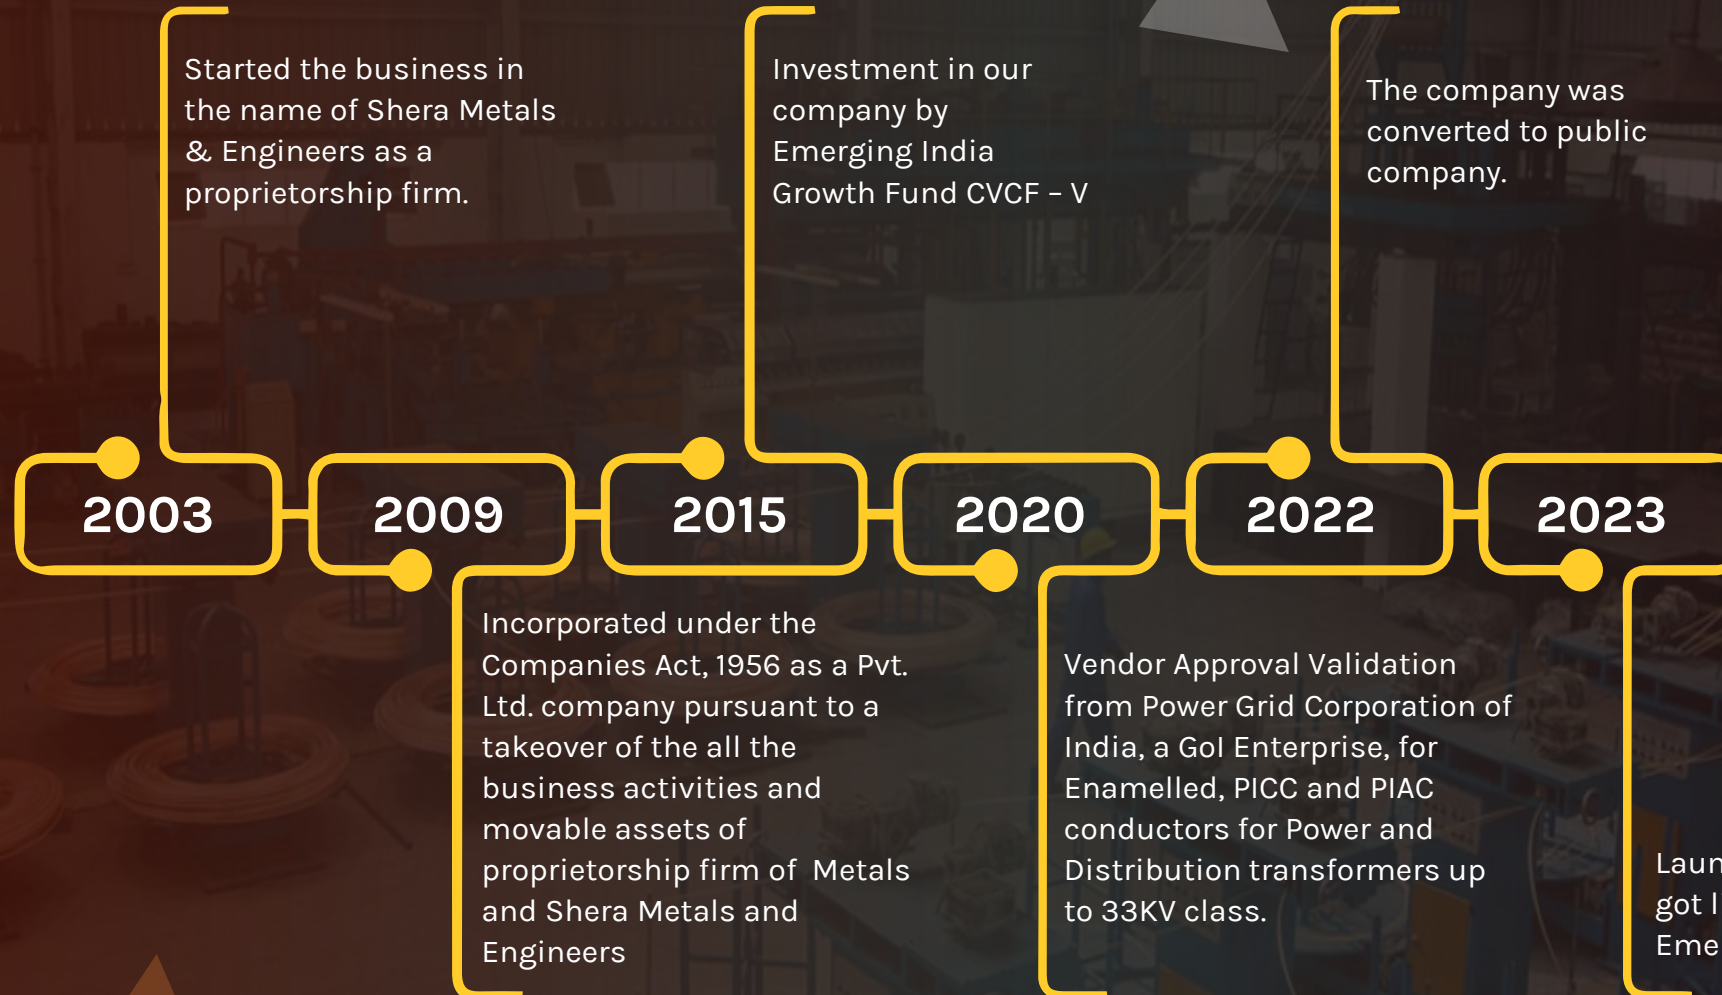 Started the business in
the name of Shera Metals
& Engineers as a
proprietorship firm.
Investment in our
company by
Emerging India
Growth Fund CVCF – V
The company was
converted to public
company.
2003
2009
2015
2020
2022
2023
Incorporated under the
Companies Act, 1956 as a Pvt.
Ltd. company pursuant to a
takeover of the all the
business activities and
movable assets of
proprietorship firm of  Metals
and Shera Metals and
Engineers
Vendor Approval Validation
from Power Grid Corporation of
India, a GoI Enterprise, for
Enamelled, PICC and PIAC
conductors for Power and
Distribution transformers up
to 33KV class.
got